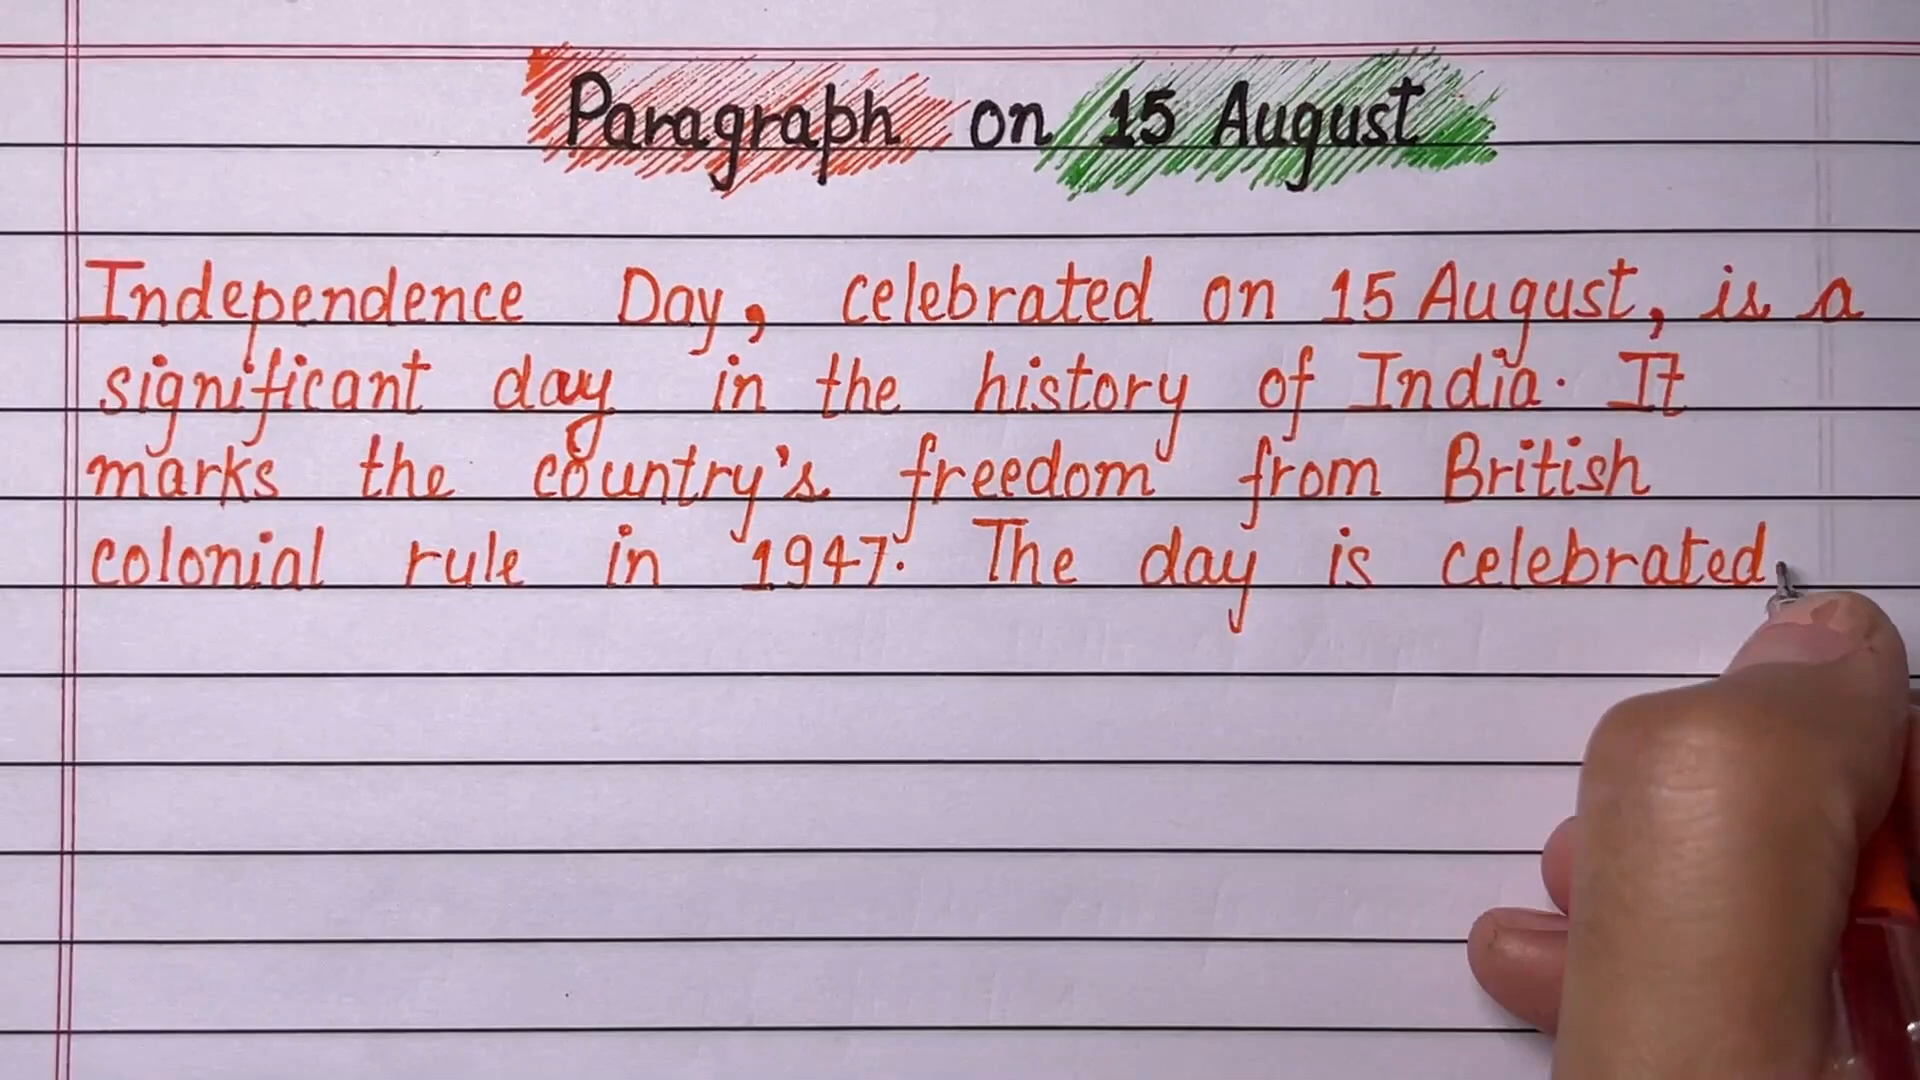 Paragraph on 15 August
Independence Day, celebrated on 15 August, is a
significant day in the history of India. It
marks the country's freedom from British
colonial rule in 1947. The day is celebrated